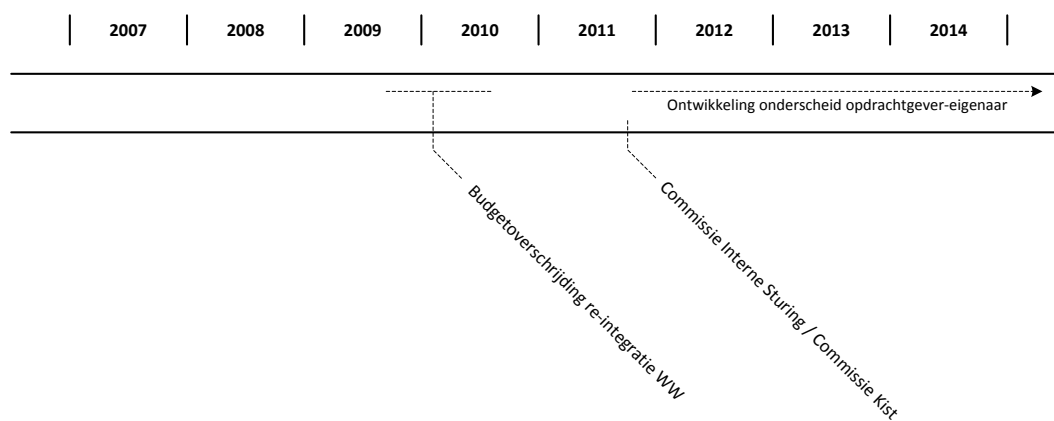 2007 2008 2009 2010 2011 2012 2013 2014
Ontwikkeling onderscheid opdrachtgever-eigenaar
Budgetoverschrijding re-integratie WW
Commissie Interne Sturing / Commissie Kist